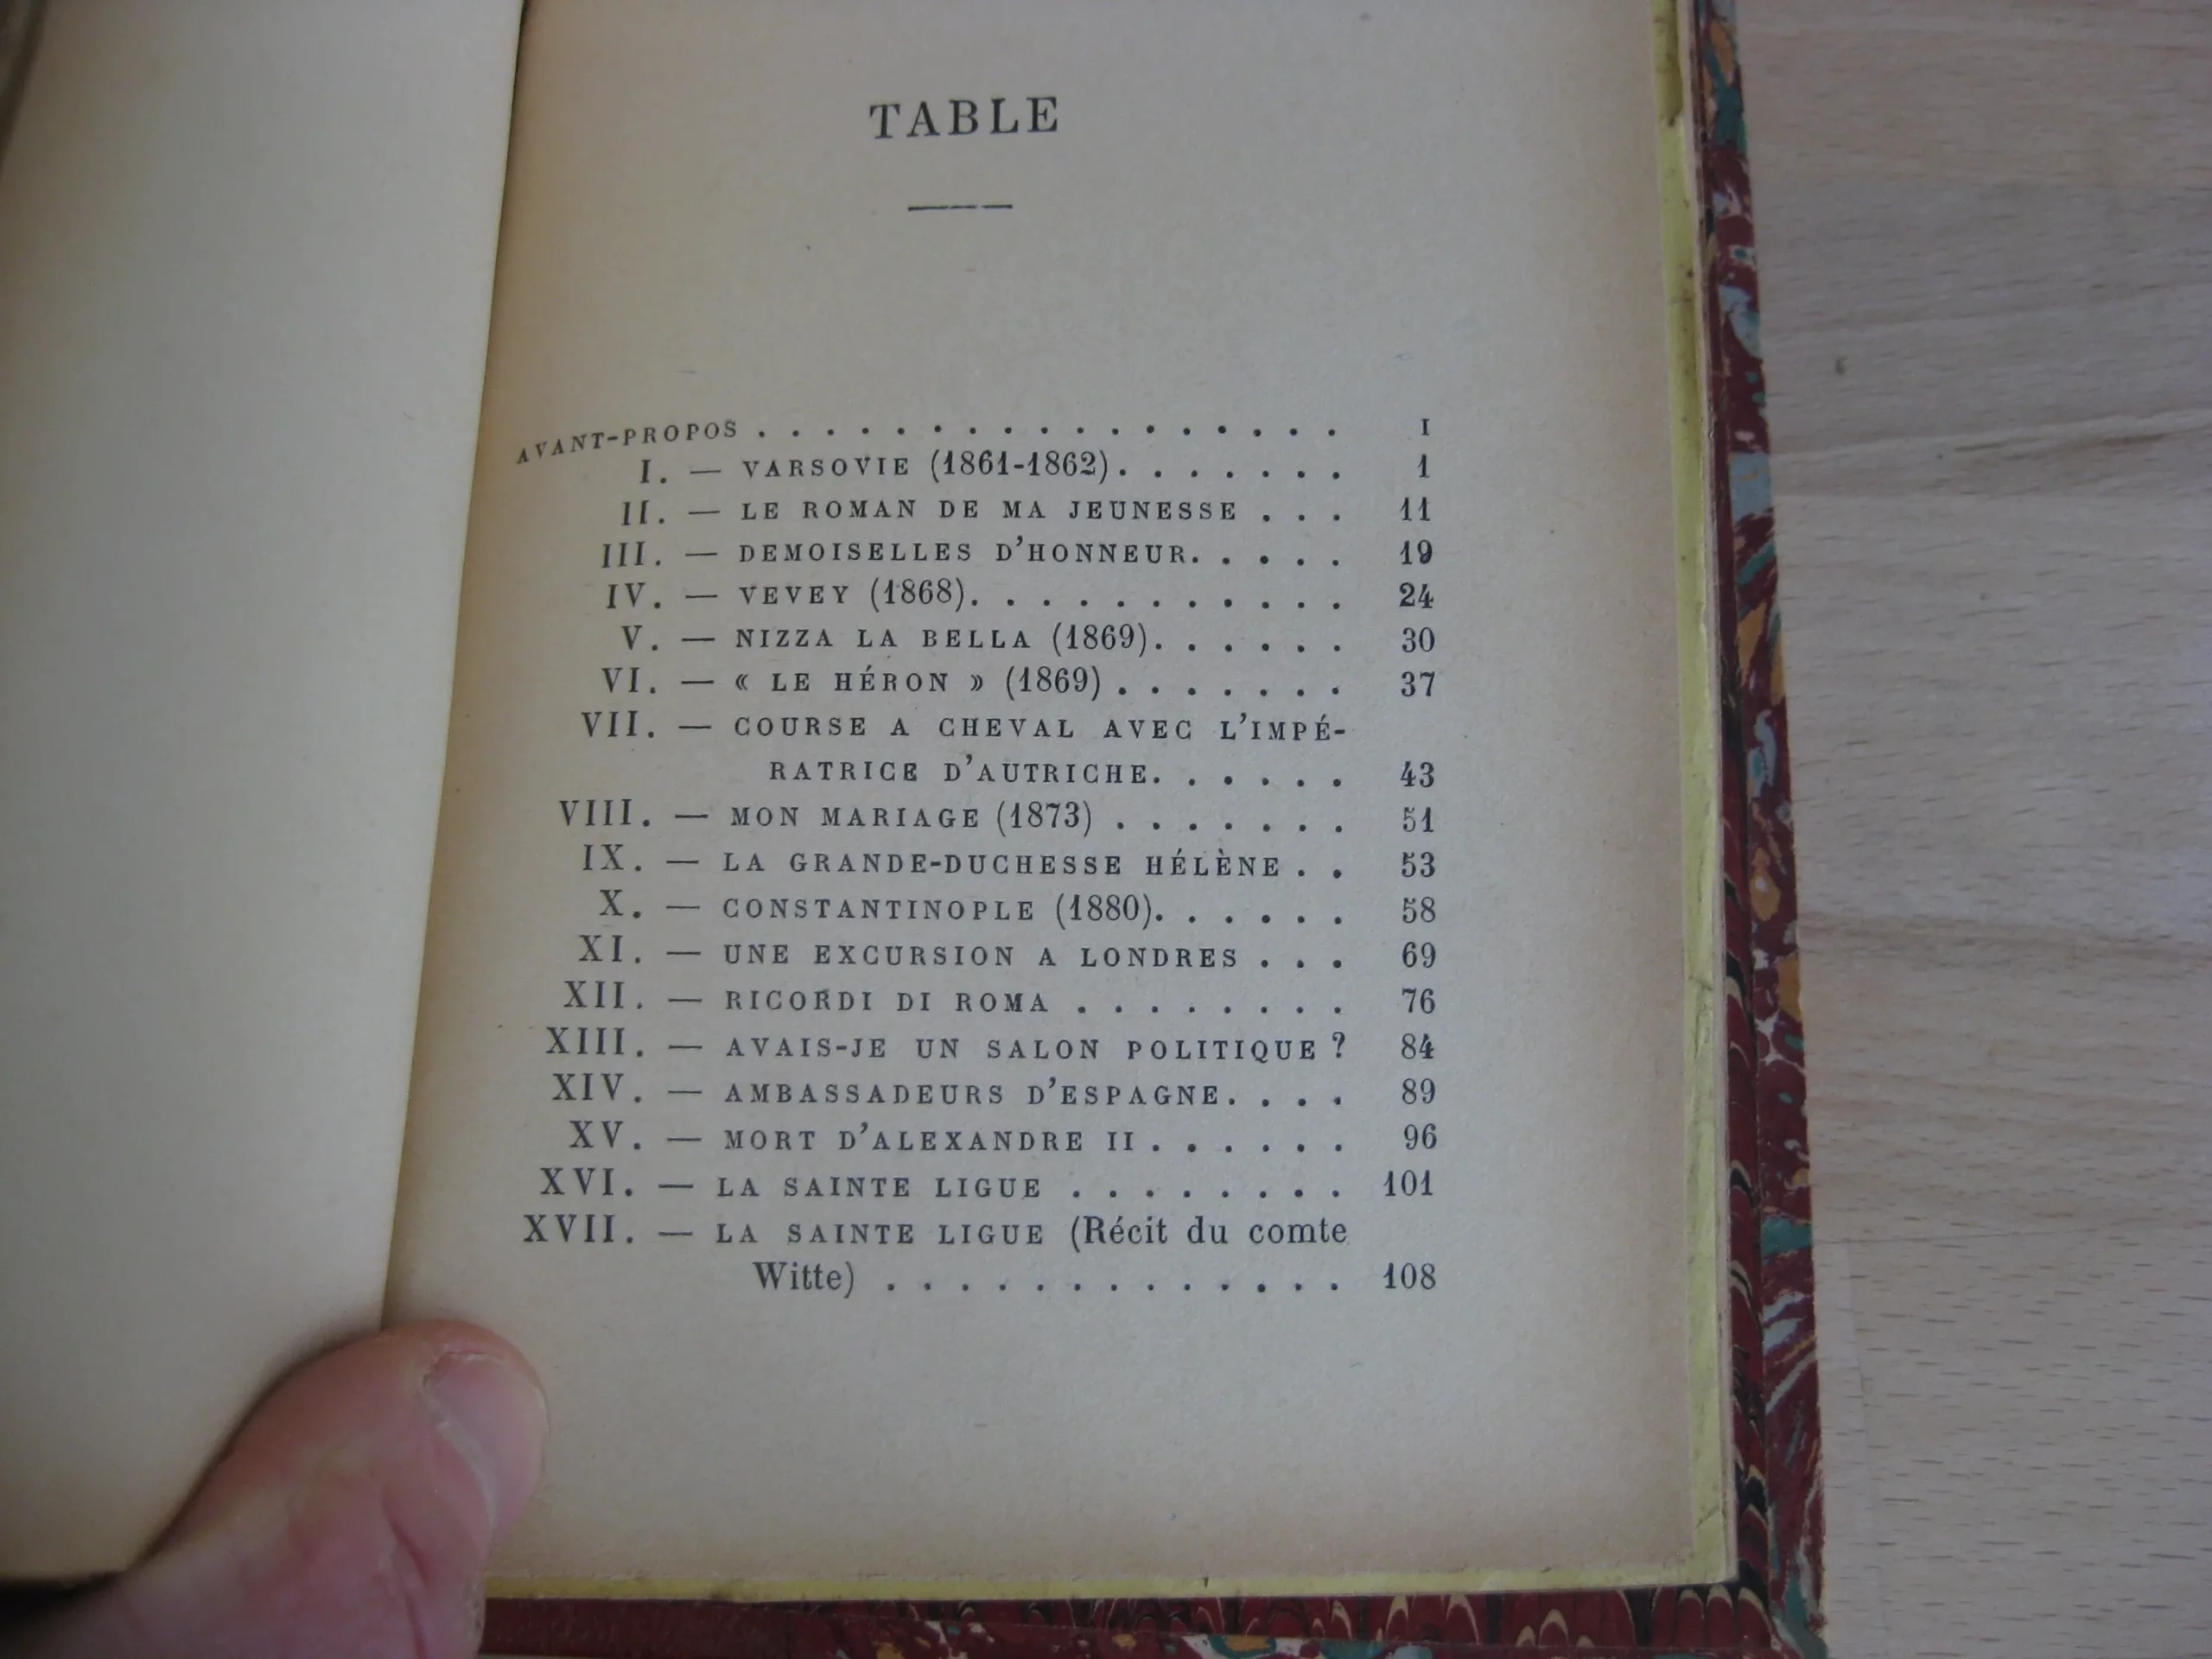 TABLE
AVANT-PROPOS . . . . . . . . . . . . . . . . . I
I. — VARSOVIE (1861-1862). . . . . . . 1
II. — LE ROMAN DE MA JEUNESSE . . . 11
III. — DEMOISELLES D'HONNEUR. . . . . 19
IV. — VEVEY (1868). . . . . . . . . . . 24
V. — NIZZA LA BELLA (1869). . . . . . 30
VI. — « LE HÉRON » (1869) . . . . . . . 37
VII. — COURSE A CHEVAL AVEC L'IMPÉ-
RATRICE D'AUTRICHE. . . . . . 43
VIII. — MON MARIAGE (1873) . . . . . . . 51
IX. — LA GRANDE-DUCHESSE HÉLÈNE . . 53
X. — CONSTANTINOPLE (1880). . . . . . 58
XI. — UNE EXCURSION A LONDRES . . . 69
XII. — RICORDI DI ROMA . . . . . . . . 76
XIII. — AVAIS-JE UN SALON POLITIQUE ? 84
XIV. — AMBASSADEURS D'ESPAGNE. . . . 89
XV. — MORT D'ALEXANDRE II . . . . . . 96
XVI. — LA SAINTE LIGUE . . . . . . . . 101
XVII. — LA SAINTE LIGUE (Récit du comte
Witte) . . . . . . . . . . . . . 108